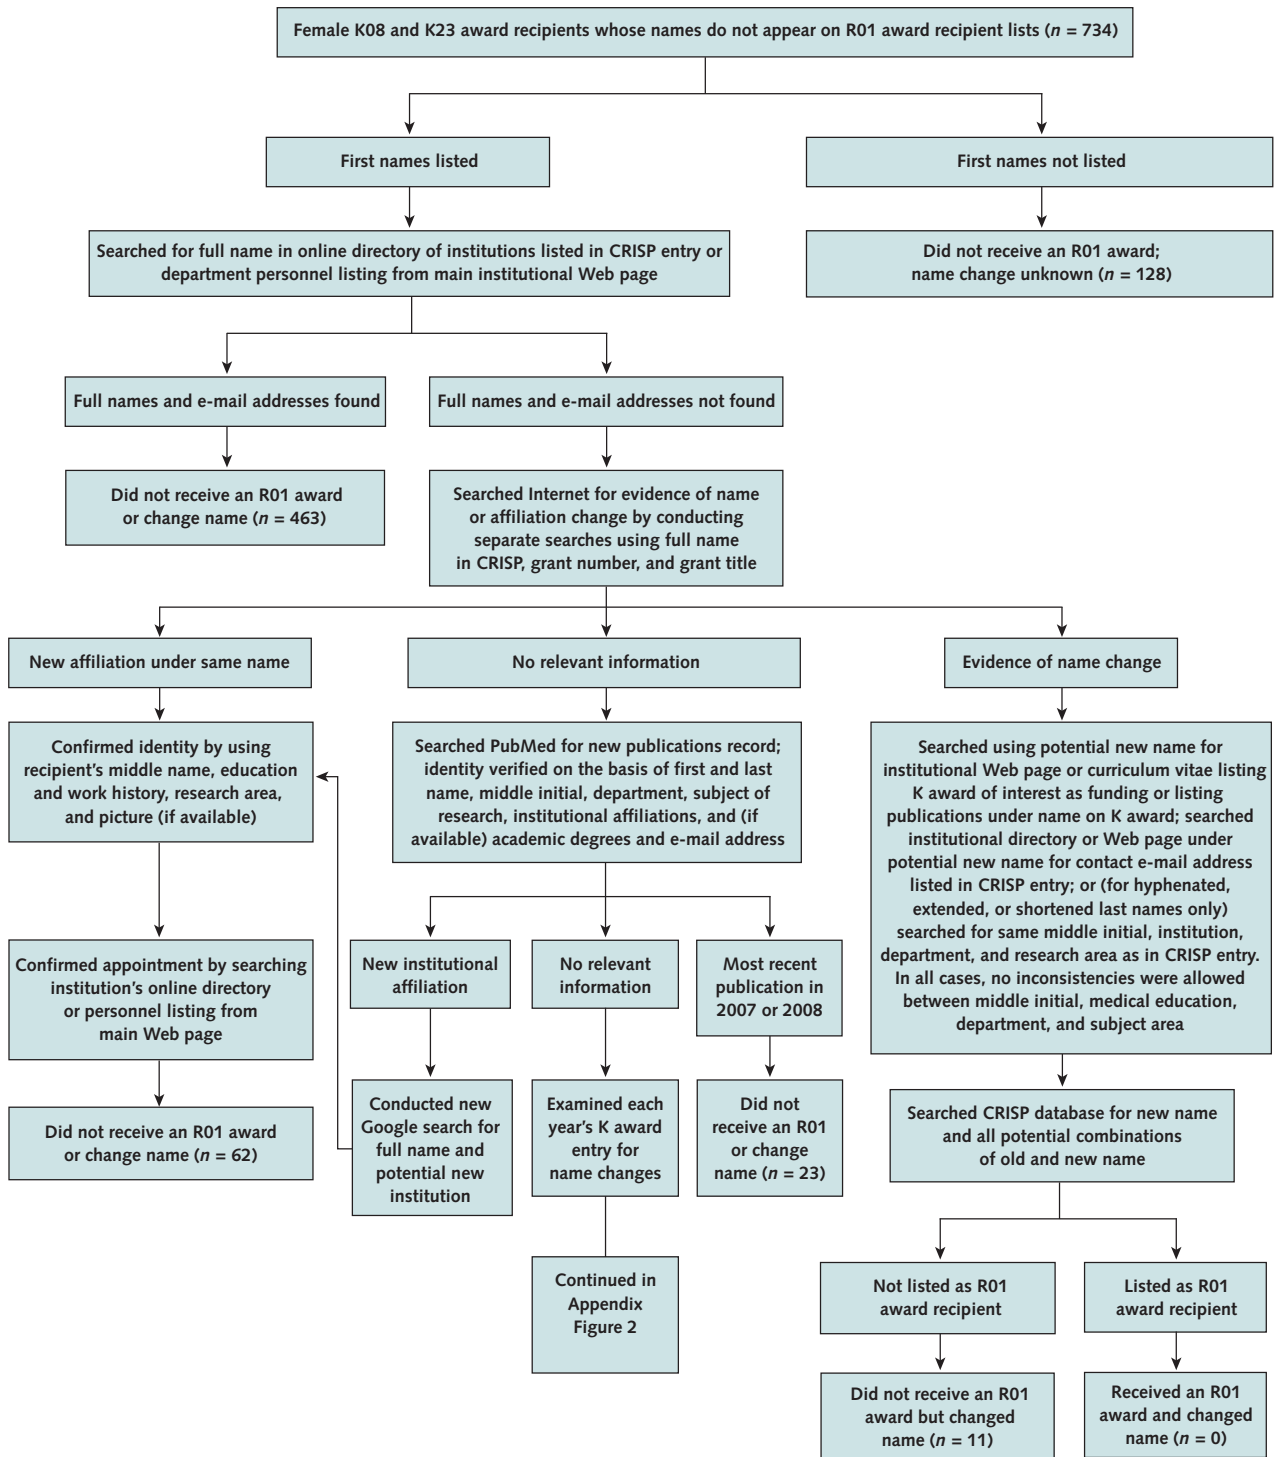 Female K08 and K23 award recipients whose names do not appear on R01 award recipient lists (n = 734)
First names listed
First names not listed
Searched for full name in online directory of institutions listed in CRISP entry or
department personnel listing from main institutional Web page
Did not receive an R01 award;
name change unknown (n = 128)
Full names and e-mail addresses found
Full names and e-mail addresses not found
Did not receive an R01 award
or change name (n = 463)
Searched Internet for evidence of name
or affiliation change by conducting
separate searches using full name
in CRISP, grant number, and grant title
New affiliation under same name
No relevant information
Evidence of name change
Confirmed identity by using
recipient's middle name, education
and work history, research area,
and picture (if available)
Searched PubMed for new publications record;
identity verified on the basis of first and last
name, middle initial, department, subject of
research, institutional affiliations, and (if
available) academic degrees and e-mail address
Searched using potential new name for
institutional Web page or curriculum vitae listing
K award of interest as funding or listing
publications under name on K award; searched
institutional directory or Web page under
potential new name for contact e-mail address
listed in CRISP entry; or (for hyphenated,
extended, or shortened last names only)
searched for same middle initial, institution,
department, and research area as in CRISP entry.
In all cases, no inconsistencies were allowed
between middle initial, medical education,
department, and subject area
Confirmed appointment by searching
institution's online directory
or personnel listing from
main Web page
New institutional
affiliation
No relevant
information
Most recent
publication in
2007 or 2008
Did not receive an R01 award
or change name (n = 62)
Conducted new
Google search for
full name and
potential new
institution
Examined each
year's K award
entry for
name changes
Did not
receive an R01
or change
name (n = 23)
Searched CRISP database for new name
and all potential combinations
of old and new name
Continued in
Appendix
Figure 2
Not listed as R01
award recipient
Listed as R01
award recipient
Did not receive an R01
award but changed
name (n = 11)
Received an R01
award and changed
name (n = 0)